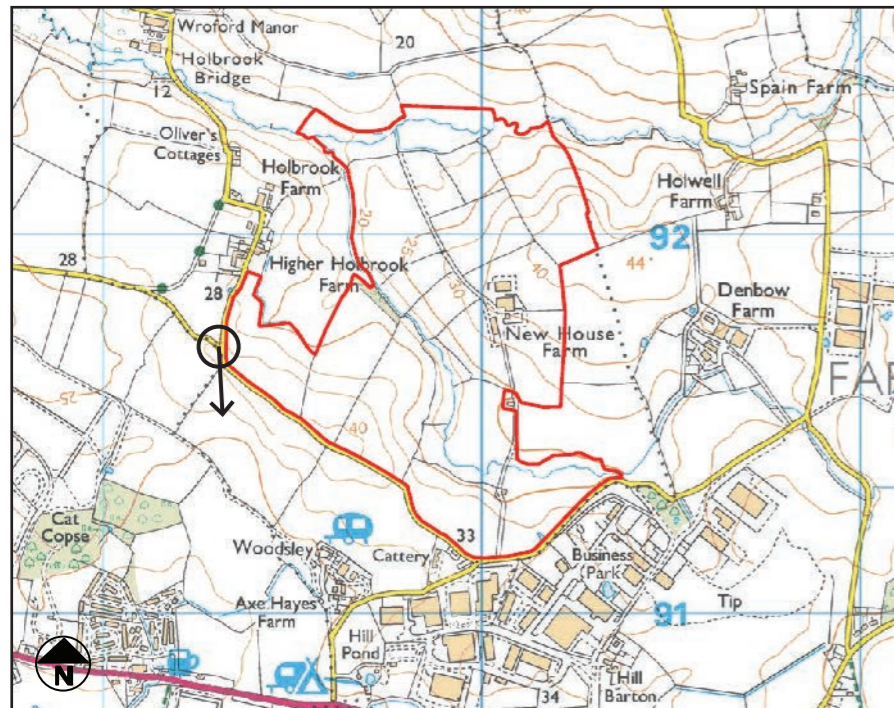 Wroford Manor
20
Holbrook
Bridge
Spain Farm
12
Oliver's
Cottages
Holbrook
Farm
Holwell
Farm
20
92
28
25
40
44
Higher Holbrook
Farm
28
30
Denbow
Farm
New House
Farm
FAR
25
40
Cat
Copse
33
Woodsley
Cattery
Business
Park
Tip
Axe Hayes
Farm
91
Hill
Pond
N
Hill
Barton
34